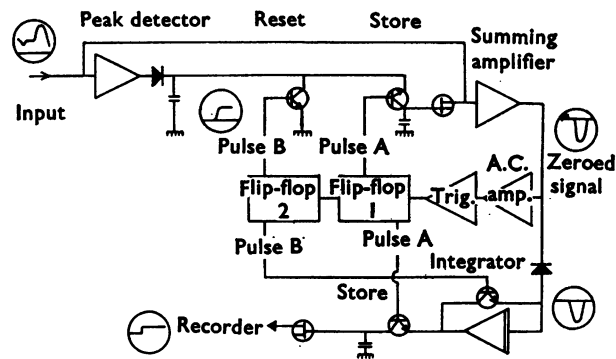 Peak detector
Reset
Store
Summing
amplifier
Input
Pulse B
Pulse A
A.C.
Zeroed
signal
Flip-flop
2
Flip-flop
1
Trig.
amp.
Pulse B
Pulse A
Integrator
Store
Recorder